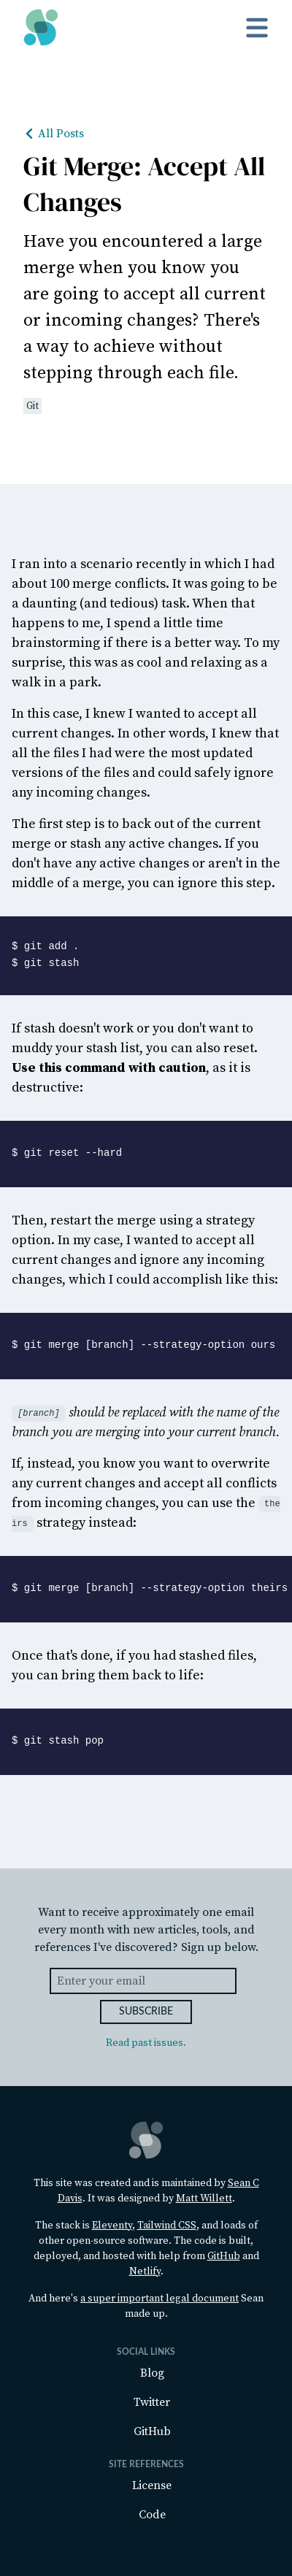 All Posts
Git Merge: Accept All
Changes
Have you encountered a large
merge when you know you
are going to accept all current
or incoming changes? There's
a way to achieve without
stepping through each file.
Git
I ran into a scenario recently in which I had
about 100 merge conflicts. It was going to be
a daunting (and tedious) task. When that
happens to me, I spend a little time
brainstorming if there is a better way. To my
surprise, this was as cool and relaxing as a
walk in a park.
In this case, I knew I wanted to accept all
current changes. In other words, I knew that
all the files I had were the most updated
versions of the files and could safely ignore
any incoming changes.
The first step is to back out of the current
merge or stash any active changes. If you
don't have any active changes or aren't in the
middle of a merge, you can ignore this step.
$ git add .
$ git stash
If stash doesn't work or you don't want to
muddy your stash list, you can also reset.
Use this command with caution, as it is
destructive:
$ git reset --hard
Then, restart the merge using a strategy
option. In my case, I wanted to accept all
current changes and ignore any incoming
changes, which I could accomplish like this:
$ git merge [branch] --strategy-option ours
[branch] should be replaced with the name of the
branch you are merging into your current branch.
If, instead, you know you want to overwrite
any current changes and accept all conflicts
from incoming changes, you can use the the
irs strategy instead:
$ git merge [branch] --strategy-option theirs
Once that's done, if you had stashed files,
you can bring them back to life:
$ git stash pop
Want to receive approximately one email
every month with new articles, tools, and
references I've discovered? Sign up below.
Enter your email
SUBSCRIBE
Read past issues.
This site was created and is maintained by Sean C
Davis. It was designed by Matt Willett.
The stack is Eleventy, Tailwind CSS, and loads of
other open-source software. The code is built,
deployed, and hosted with help from GitHub and
Netlify.
And here's a super important legal document Sean
made up.
SOCIAL LINKS
Blog
Twitter
GitHub
SITE REFERENCES
License
Code